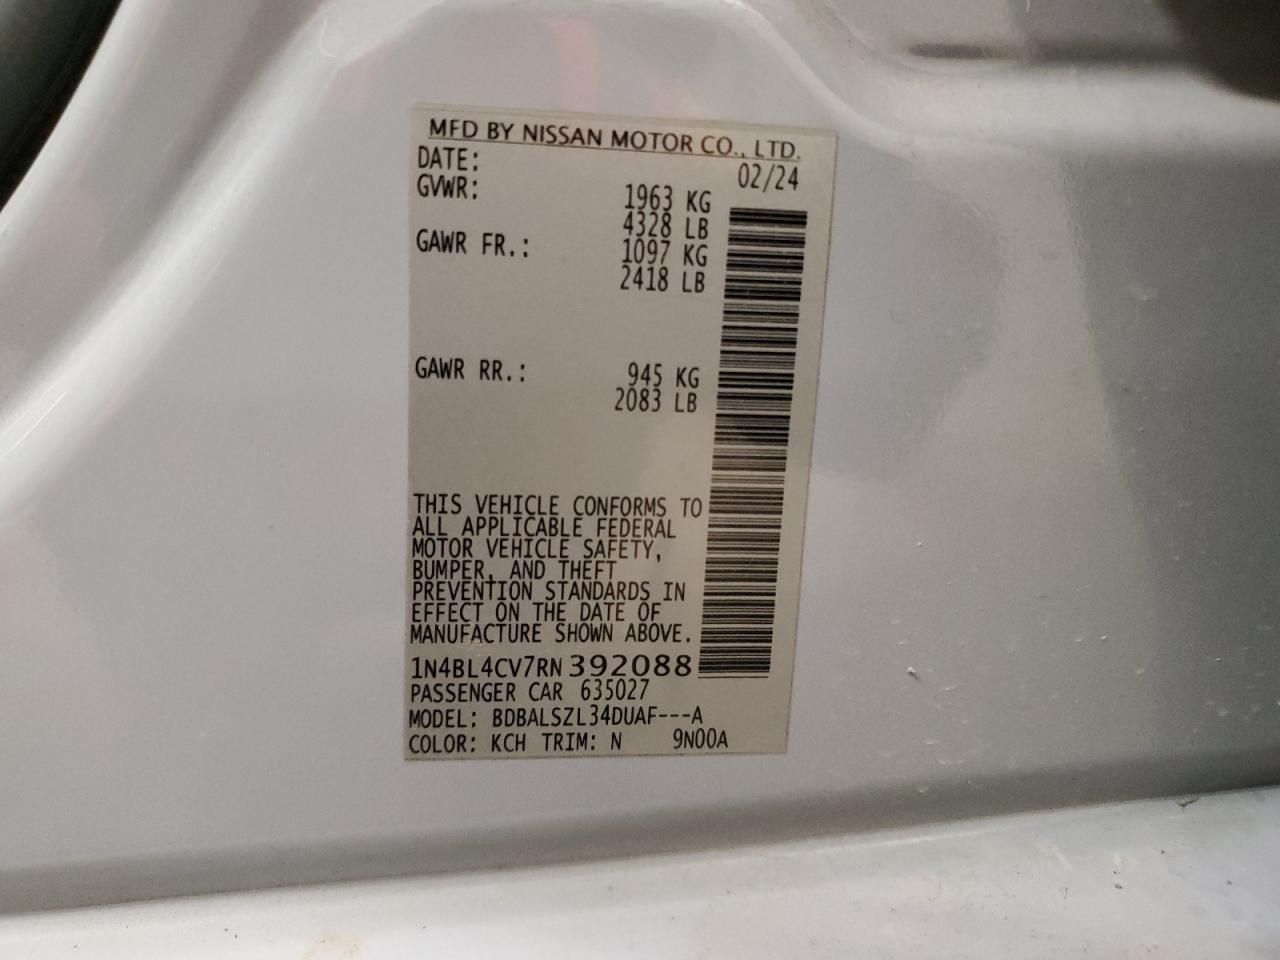 MFD BY NISSAN MOTOR CO., LTD.
DATE: 02/24
GVWR: 1963 KG
4328 LB
GAWR FR.: 1097 KG
2418 LB
GAWR RR.: 945 KG
2083 LB
THIS VEHICLE CONFORMS TO
ALL APPLICABLE FEDERAL
MOTOR VEHICLE SAFETY,
BUMPER, AND THEFT
PREVENTION STANDARDS IN
EFFECT ON THE DATE OF
MANUFACTURE SHOWN ABOVE.
1N4BL4CV7RN392088
PASSENGER CAR 635027
MODEL: BDBALSZL34DUAF---A
COLOR: KCH TRIM: N 9N00A